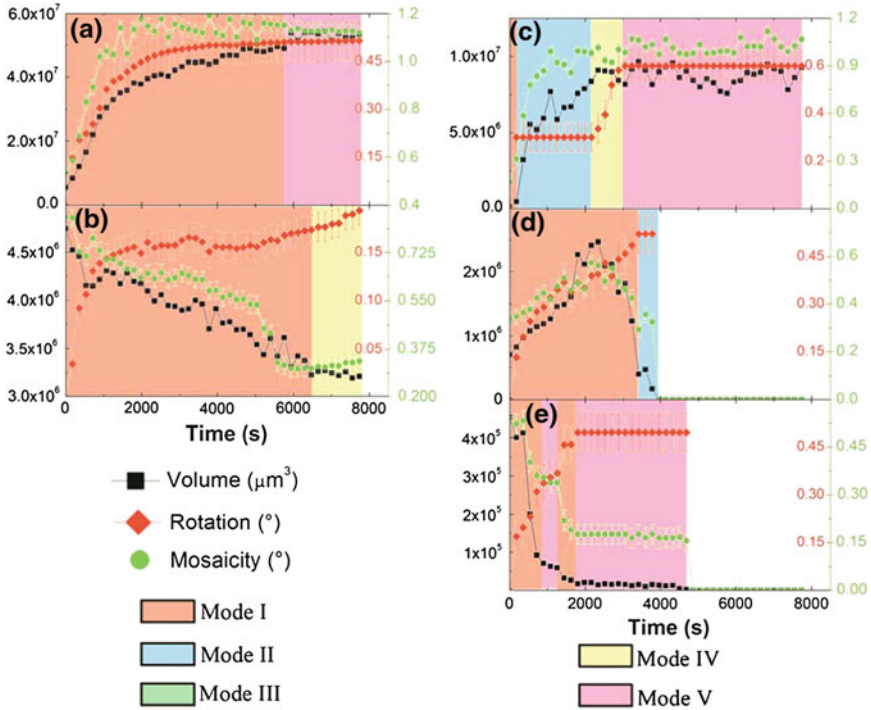 (a)
6.0x10⁷
4.0x10⁷
2.0x10⁷
0.0
0.45
0.30
0.15
1.2
1.0
0.8
0.6
0.4
(b)
4.5x10⁶
4.0x10⁶
3.5x10⁶
3.0x10⁶
0.15
0.10
0.05
0.725
0.550
0.375
0.200
0 2000 4000 6000 8000
Time (s)
Volume (μm³)
Rotation (°)
Mosaicity (°)
Mode I
Mode II
Mode III
(c)
1.0x10⁷
5.0x10⁶
0.0
0.6
0.4
0.2
1.2
0.9
0.6
0.3
0.0
(d)
2x10⁶
1x10⁶
0
0.45
0.30
0.15
0.6
0.4
0.2
0.0
(e)
4x10⁵
3x10⁵
2x10⁵
1x10⁵
0.45
0.30
0.15
0.45
0.30
0.15
0.00
0 2000 4000 6000 8000
Time (s)
Mode IV
Mode V